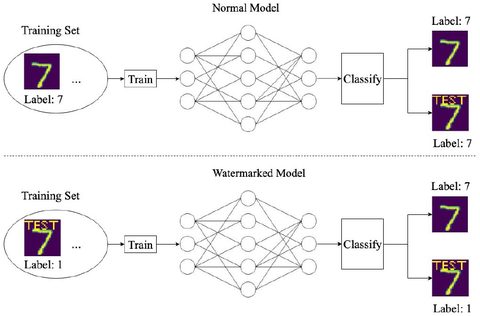 Normal Model
Training Set
...
Label: 7
Train
Classify
Label: 7
TEST
Label: 7
Watermarked Model
Training Set
TEST
...
Label: 1
Train
Classify
Label: 7
TEST
Label: 1